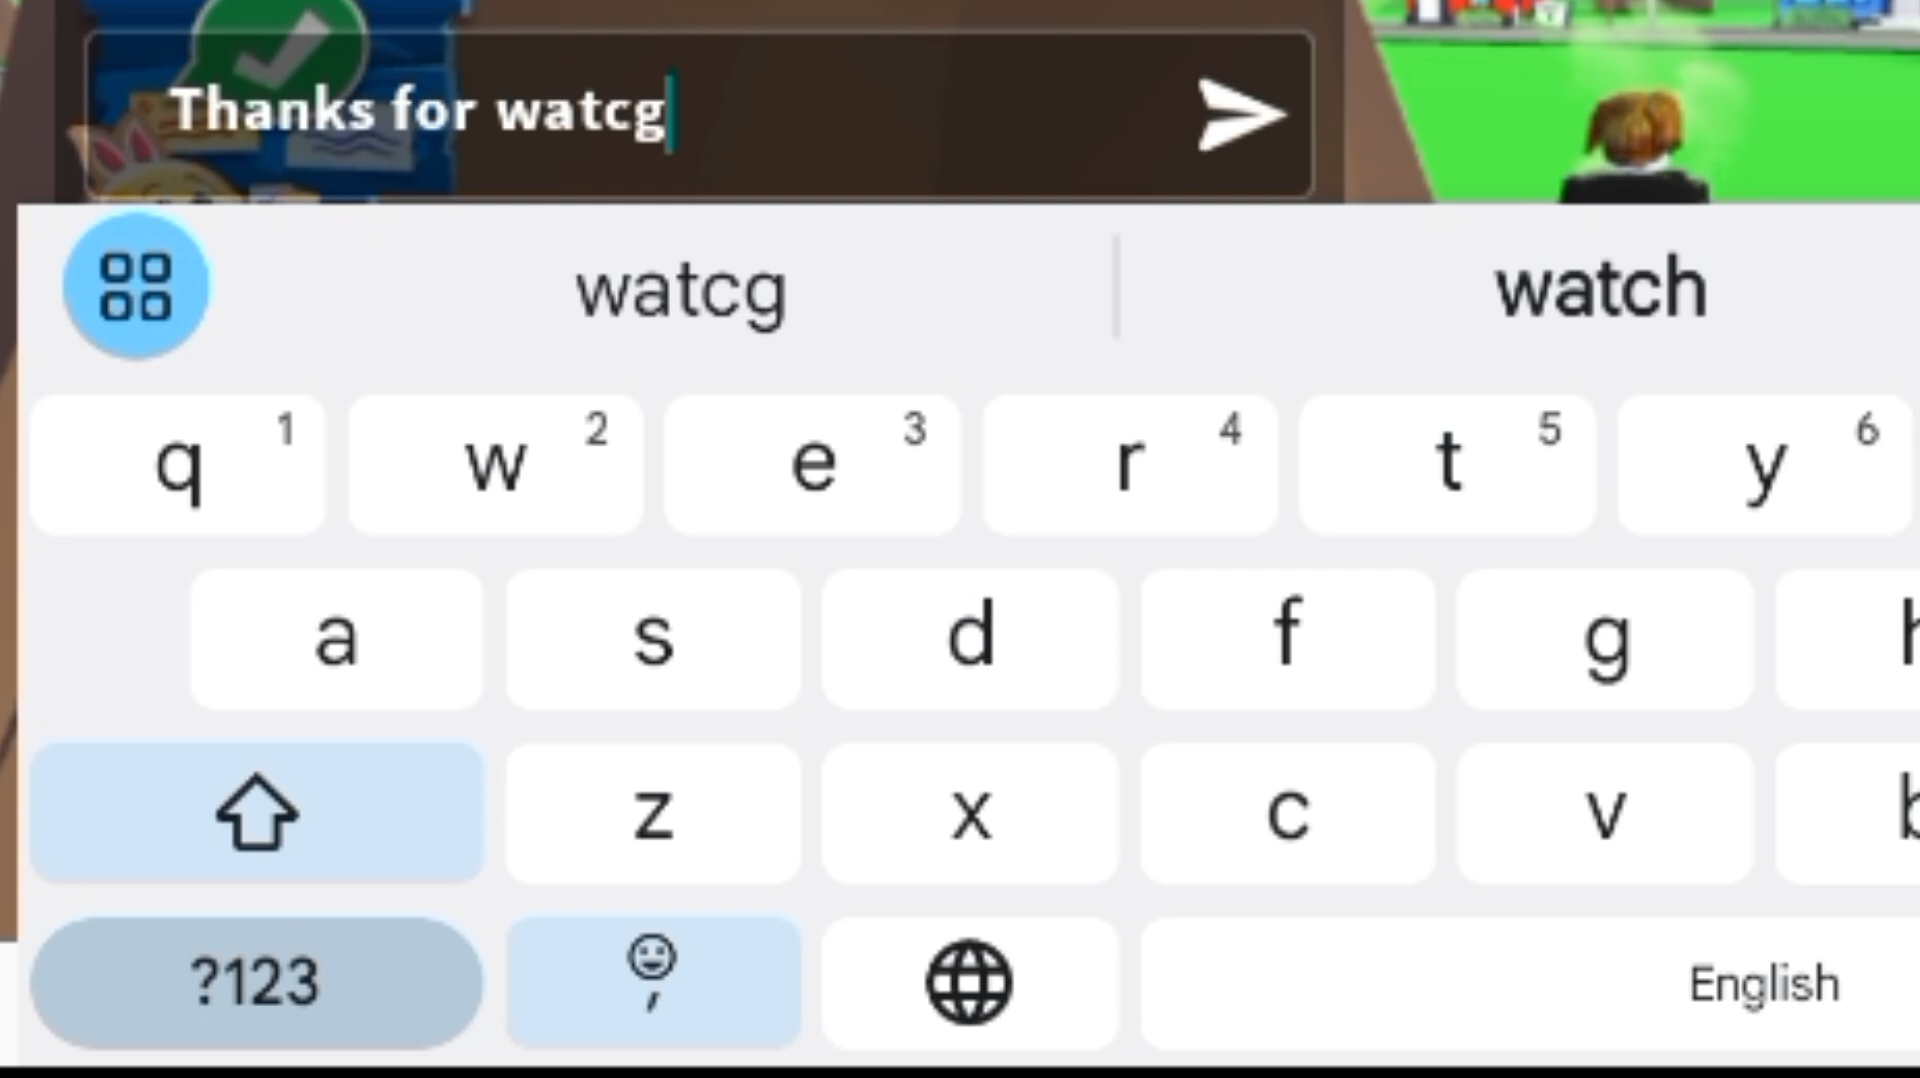 Thanks for watcg
watcg watch
q 1 w 2 e 3 r 4 t 5 y 6
a s d f g h
z x c v b
?123 , English